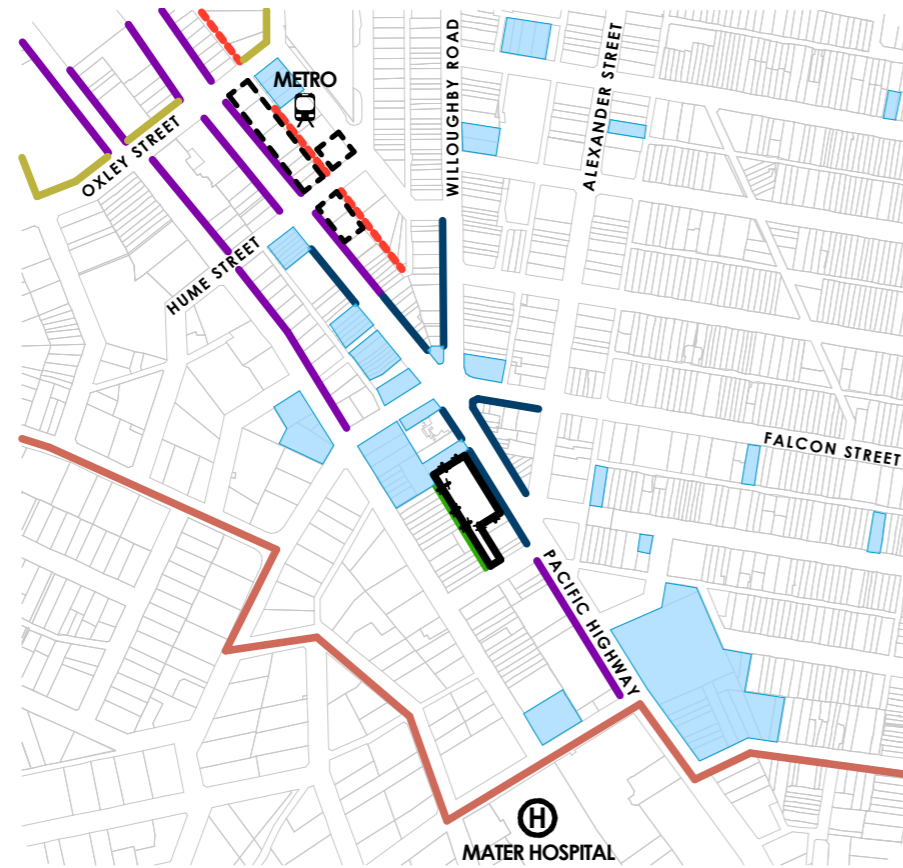 METRO
WILLOUGHBY ROAD
ALEXANDER STREET
OXLEY STREET
HUME STREET
FALCON STREET
PACIFIC HIGHWAY
H
MATER HOSPITAL